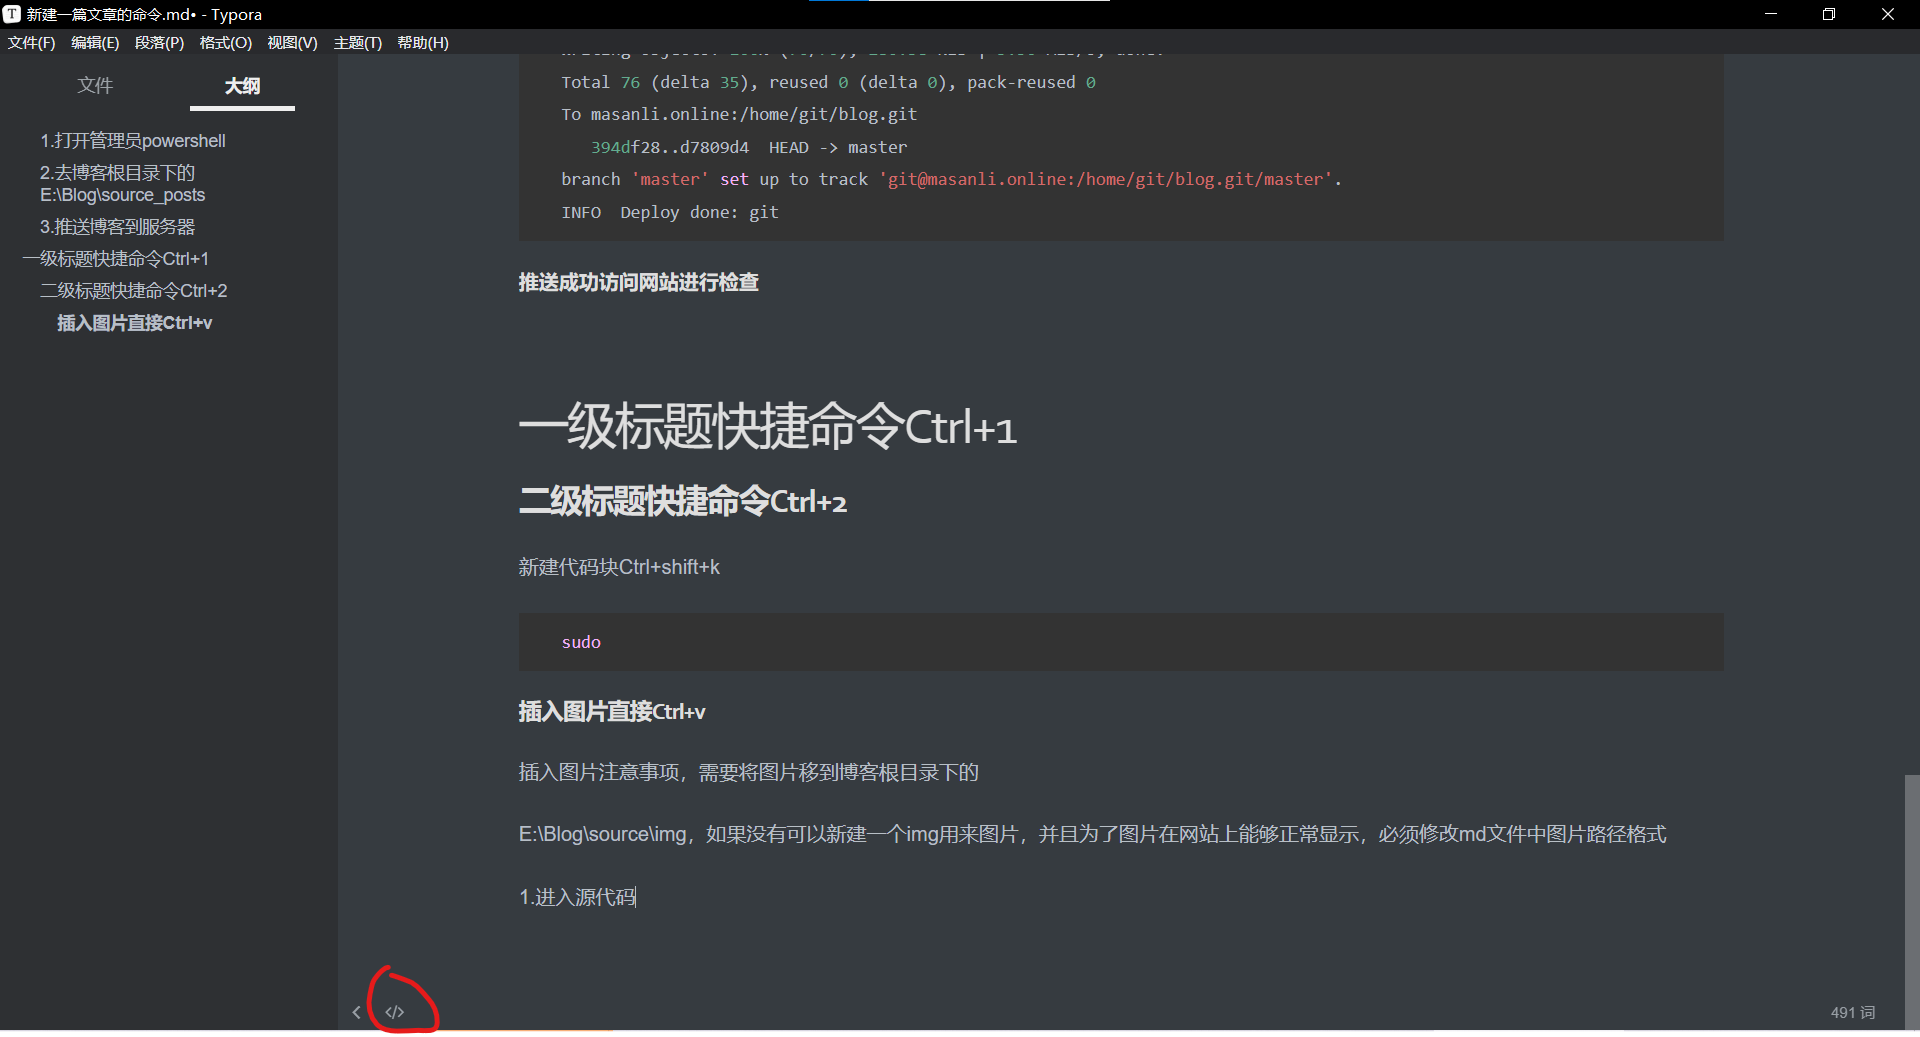 新建一篇文章的命令.md• - Typora
文件(F) 编辑(E) 段落(P) 格式(O) 视图(V) 主题(T) 帮助(H)
文件 大纲
1.打开管理员powershell
2.去博客根目录下的
E:\Blog\source_posts
3.推送博客到服务器
一级标题快捷命令Ctrl+1
二级标题快捷命令Ctrl+2
插入图片直接Ctrl+v
Total 76 (delta 35), reused 0 (delta 0), pack-reused 0
To masanli.online:/home/git/blog.git
394df28..d7809d4 HEAD -> master
branch 'master' set up to track 'git@masanli.online:/home/git/blog.git/master'.
INFO Deploy done: git
推送成功访问网站进行检查
一级标题快捷命令Ctrl+1
二级标题快捷命令Ctrl+2
新建代码块Ctrl+shift+k
sudo
插入图片直接Ctrl+v
插入图片注意事项，需要将图片移到博客根目录下的
E:\Blog\source\img，如果没有可以新建一个img用来图片，并且为了图片在网站上能够正常显示，必须修改md文件中图片路径格式
1.进入源代码
</>
491 词